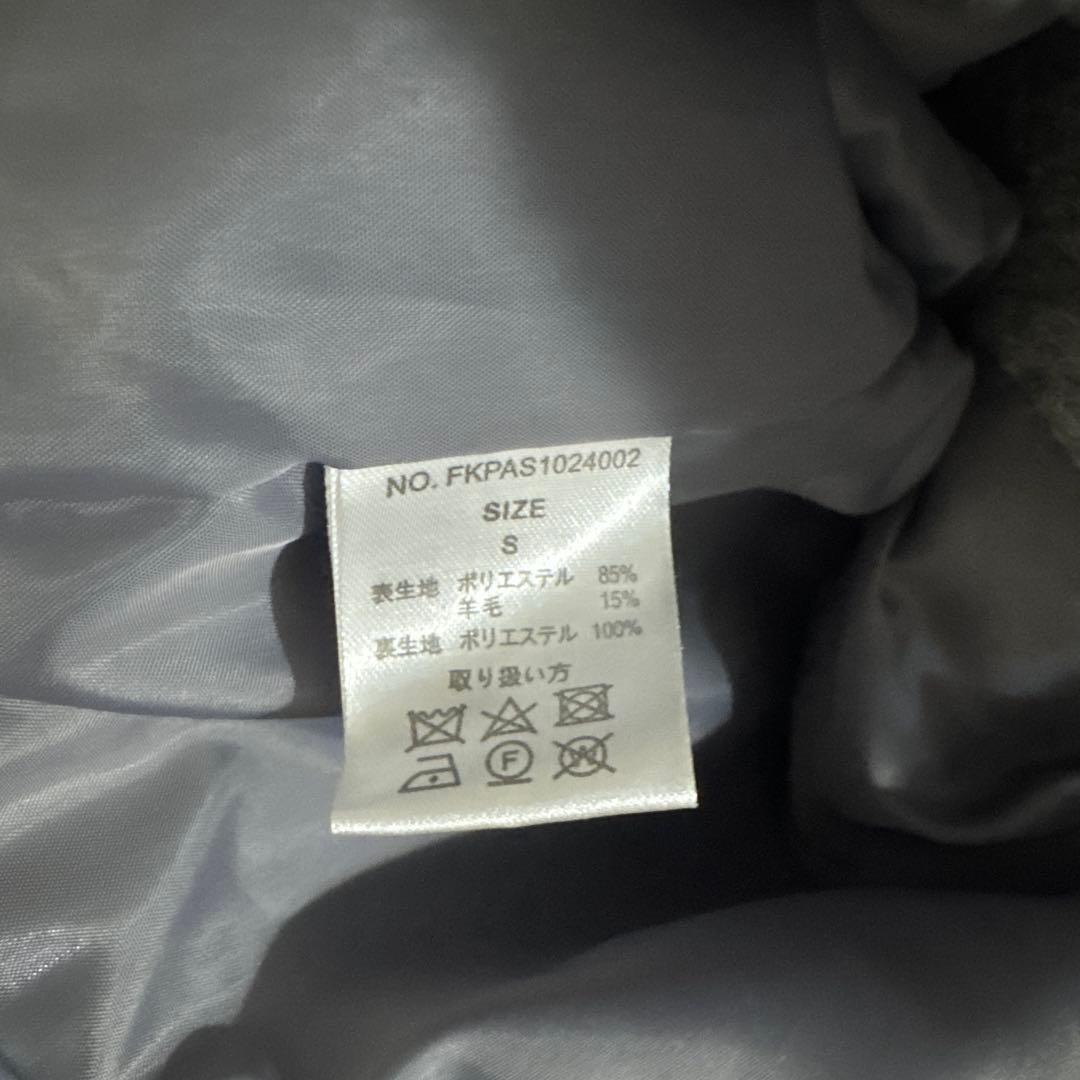 NO. FKPAS1024002
SIZE
S
表生地 ポリエステル 85%
羊毛 15%
裏生地 ポリエステル 100%
取り扱い方
F
W